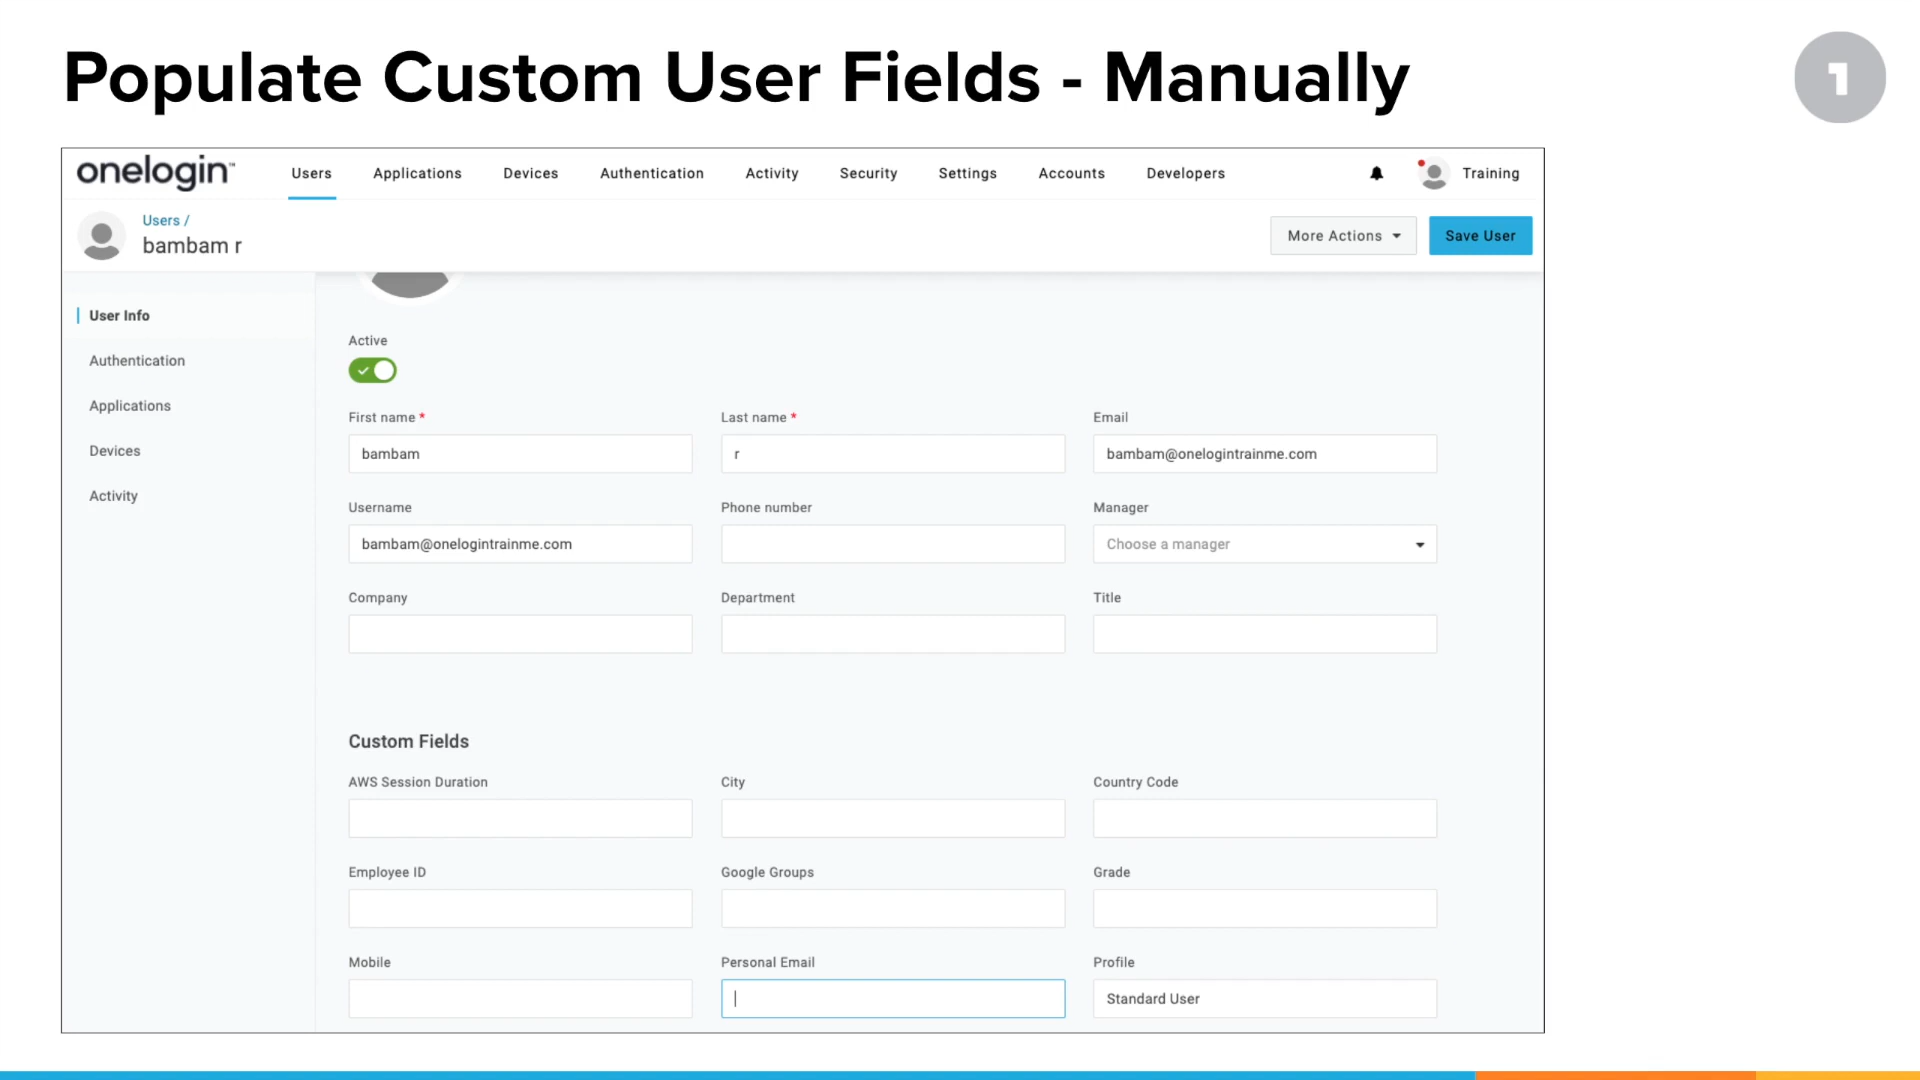 Populate Custom User Fields - Manually
1
onelogin™
Users
Applications
Devices
Authentication
Activity
Security
Settings
Accounts
Developers
Training
Users /
bambam r
More Actions
Save User
User Info
Authentication
Applications
Devices
Activity
Active
First name *
Last name *
Email
bambam
r
bambam@onelogintrainme.com
Username
Phone number
Manager
bambam@onelogintrainme.com
Choose a manager
Company
Department
Title
Custom Fields
AWS Session Duration
City
Country Code
Employee ID
Google Groups
Grade
Mobile
Personal Email
Profile
Standard User